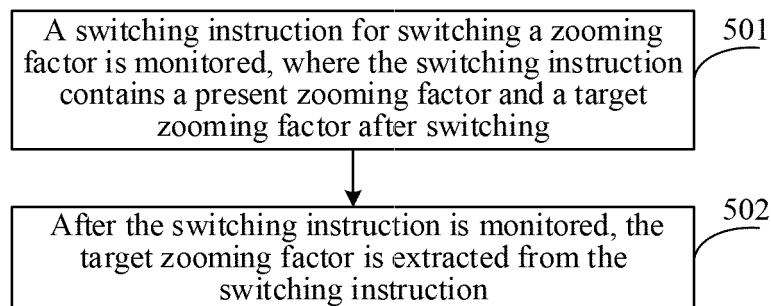 A switching instruction for switching a zooming
factor is monitored, where the switching instruction
contains a present zooming factor and a target
zooming factor after switching
501
After the switching instruction is monitored, the
target zooming factor is extracted from the
switching instruction
502